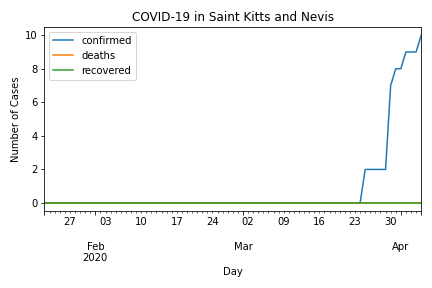 COVID-19 in Saint Kitts and Nevis
confirmed
deaths
recovered
Number of Cases
10
8
6
4
2
0
27 03 10 17 24 02 09 16 23 30
Feb Mar Apr
2020
Day